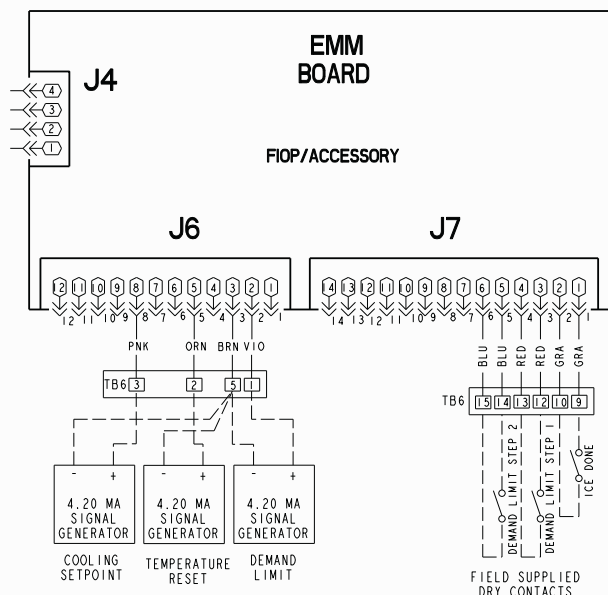 EMM
BOARD
J4
4
3
2
1
FIOP/ACCESSORY
J6
J7
12 11 10 9 8 7 6 5 4 3 2 1
14 13 12 11 10 9 8 7 6 5 4 3 2 1
12 11 10 9 8 7 6 5 4 3 2 1
14 13 12 11 10 9 8 7 6 5 4 3 2 1
PNK ORN BRN VIO
BLU BLU RED RED GRA GRA
TB6 3 2 5 1
TB6 15 14 13 12 10 9
- + - + - +
4.20 MA
SIGNAL
GENERATOR
4.20 MA
SIGNAL
GENERATOR
4.20 MA
SIGNAL
GENERATOR
COOLING
SETPOINT
TEMPERATURE
RESET
DEMAND
LIMIT
DEMAND LIMIT STEP 2
DEMAND LIMIT STEP 1
ICE DONE
FIELD SUPPLIED
DRY CONTACTS